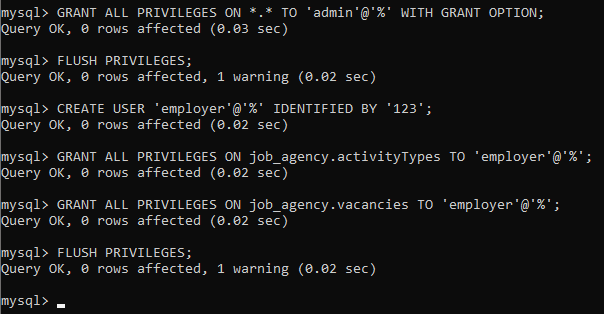 mysql> GRANT ALL PRIVILEGES ON *.* TO 'admin'@'%' WITH GRANT OPTION;
Query OK, 0 rows affected (0.03 sec)
mysql> FLUSH PRIVILEGES;
Query OK, 0 rows affected, 1 warning (0.02 sec)
mysql> CREATE USER 'employer'@'%' IDENTIFIED BY '123';
Query OK, 0 rows affected (0.02 sec)
mysql> GRANT ALL PRIVILEGES ON job_agency.activityTypes TO 'employer'@'%';
Query OK, 0 rows affected (0.02 sec)
mysql> GRANT ALL PRIVILEGES ON job_agency.vacancies TO 'employer'@'%';
Query OK, 0 rows affected (0.02 sec)
mysql> FLUSH PRIVILEGES;
Query OK, 0 rows affected, 1 warning (0.02 sec)
mysql>